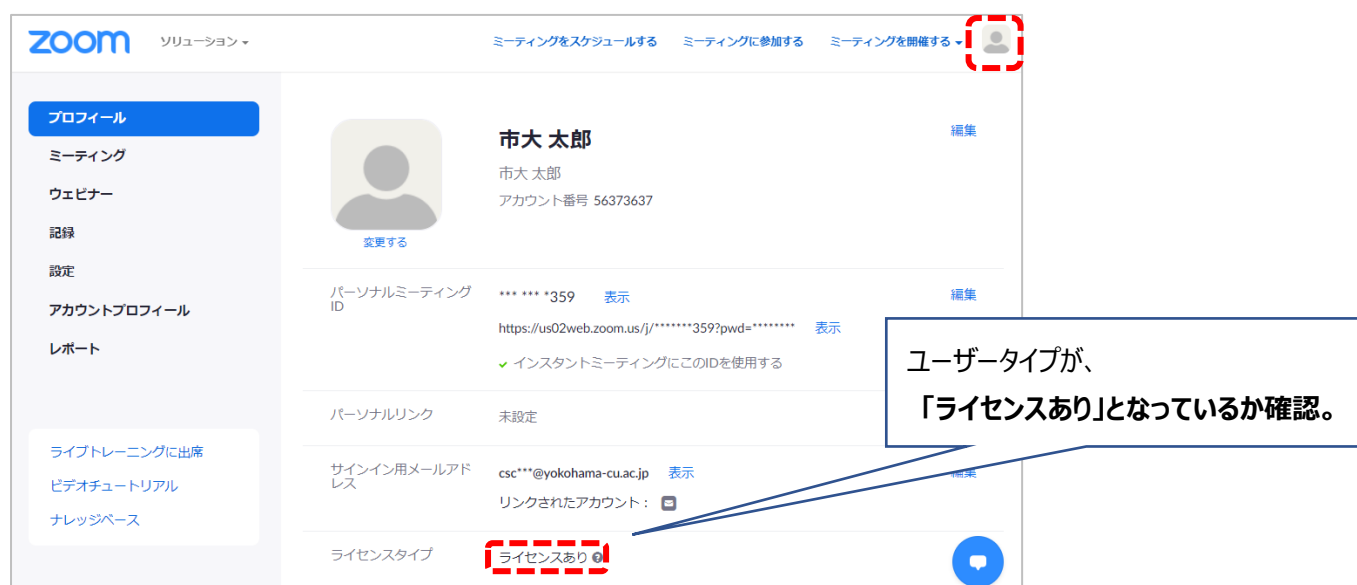 zoom ソリューション ミーティングをスケジュールする ミーティングに参加する ミーティングを開催する
プロフィール
ミーティング
ウェビナー
記録
設定
アカウントプロフィール
レポート
ライブトレーニングに出席
ビデオチュートリアル
ナレッジベース
変更する
市大 太郎
編集
市大 太郎
アカウント番号 56373637
パーソナルミーティング
ID
*** *** *359 表示
編集
https://us02web.zoom.us/j/*******359?pwd=******** 表示
インスタントミーティングにこのIDを使用する
パーソナルリンク 未設定
サインイン用メールアド
レス
csc***@yokohama-cu.ac.jp 表示
編集
リンクされたアカウント：
ライセンスタイプ ライセンスあり ?
ユーザータイプが、
「ライセンスあり」となっているか確認。